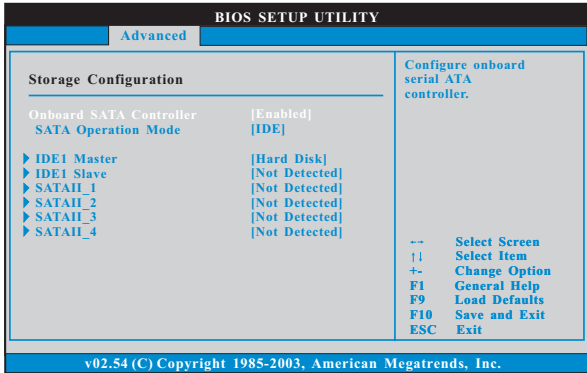 BIOS SETUP UTILITY
Advanced
Storage Configuration
Onboard SATA Controller [Enabled]
SATA Operation Mode [IDE]
IDE1 Master [Hard Disk]
IDE1 Slave [Not Detected]
SATAII_1 [Not Detected]
SATAII_2 [Not Detected]
SATAII_3 [Not Detected]
SATAII_4 [Not Detected]
Configure onboard
serial ATA
controller.
←→ Select Screen
↑↓ Select Item
+- Change Option
F1 General Help
F9 Load Defaults
F10 Save and Exit
ESC Exit
v02.54 (C) Copyright 1985-2003, American Megatrends, Inc.